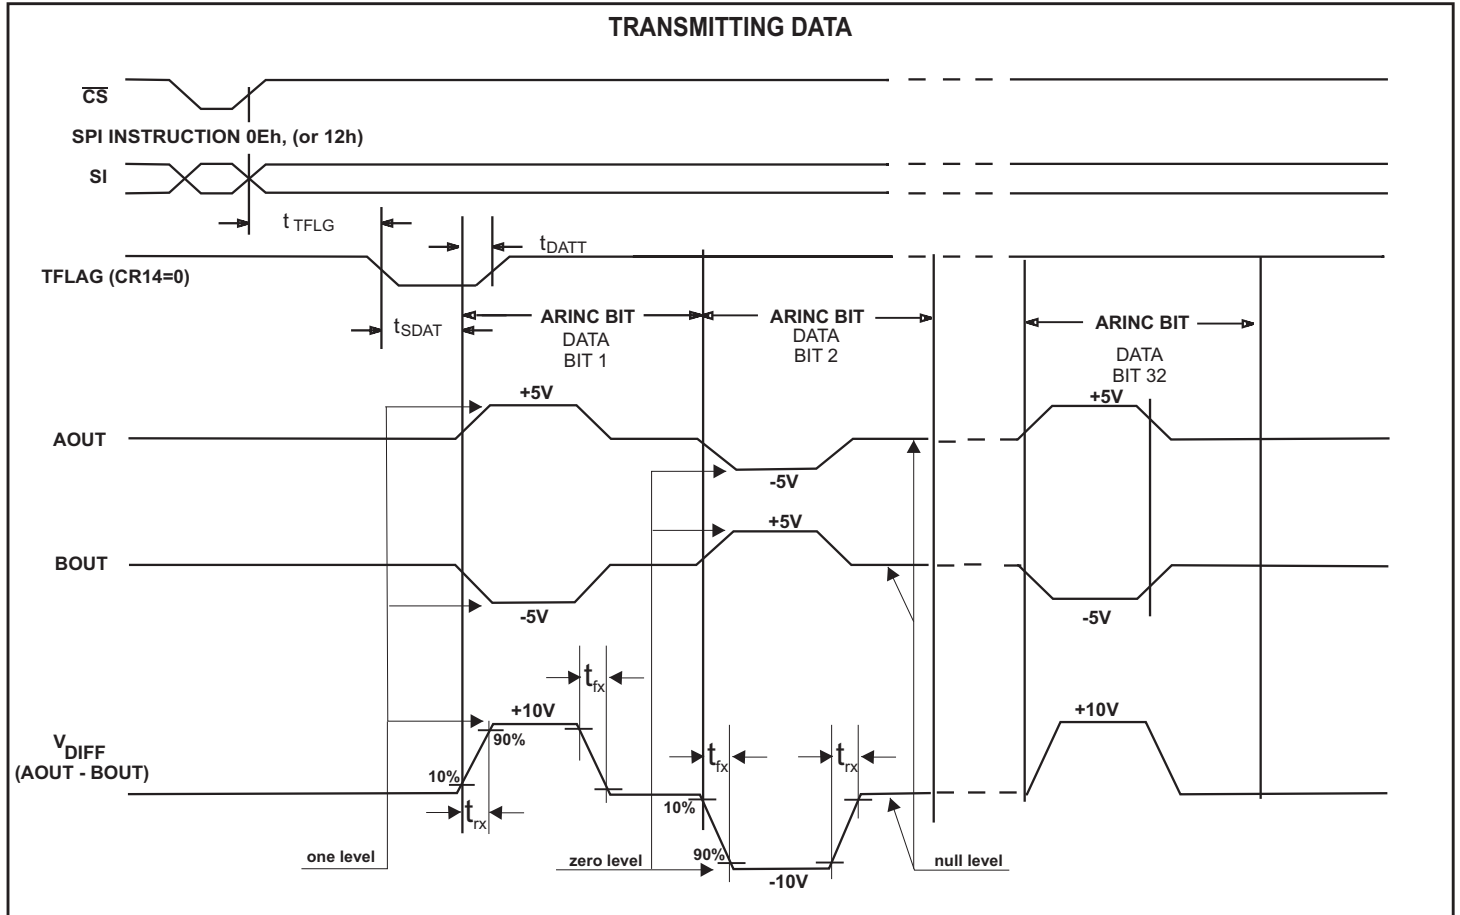 TRANSMITTING DATA
CS
SPI INSTRUCTION 0Eh, (or 12h)
SI
t TFLG
tDATT
TFLAG (CR14=0)
tSDAT
ARINC BIT
DATA
BIT 1
ARINC BIT
DATA
BIT 2
ARINC BIT
DATA
BIT 32
+5V
+5V
AOUT
-5V
+5V
BOUT
-5V
-5V
tfx
+10V
+10V
VDIFF
(AOUT - BOUT)
90%
10%
trx
tfx
trx
10%
90%
-10V
one level
zero level
null level